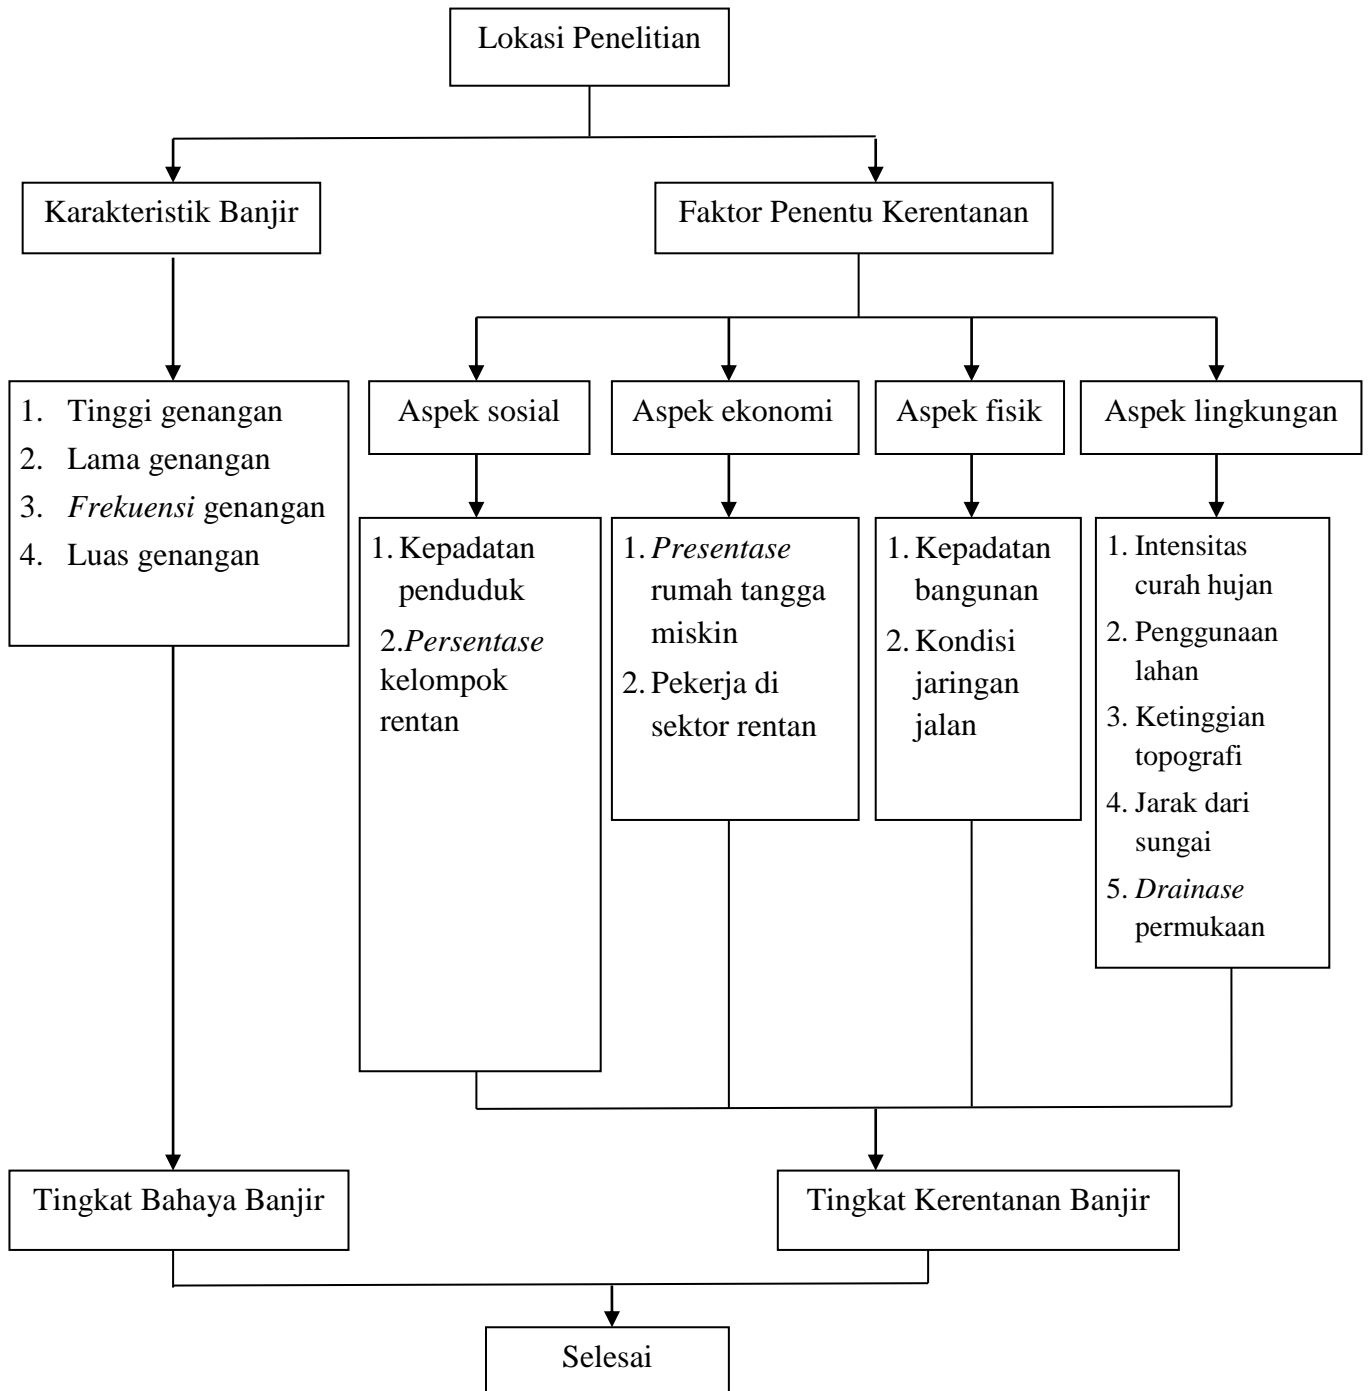 Lokasi Penelitian
Karakteristik Banjir
Faktor Penentu Kerentanan
1. Tinggi genangan
2. Lama genangan
3. Frekuensi genangan
4. Luas genangan
Aspek sosial
Aspek ekonomi
Aspek fisik
Aspek lingkungan
1. Kepadatan
penduduk
2.Persentase
kelompok
rentan
1. Presentase
rumah tangga
miskin
2. Pekerja di
sektor rentan
1. Kepadatan
bangunan
2. Kondisi
jaringan
jalan
1. Intensitas
curah hujan
2. Penggunaan
lahan
3. Ketinggian
topografi
4. Jarak dari
sungai
5. Drainase
permukaan
Tingkat Bahaya Banjir
Tingkat Kerentanan Banjir
Selesai